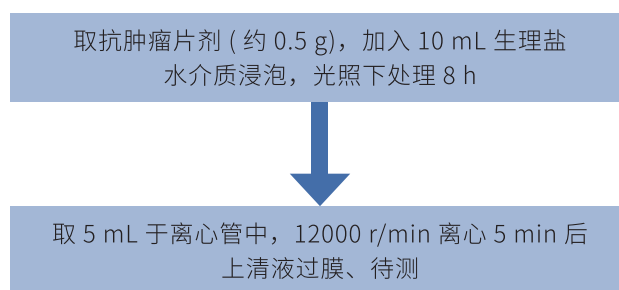 取抗肿瘤片剂 ( 约 0.5 g)，加入 10 mL 生理盐
水介质浸泡，光照下处理 8 h
取 5 mL 于离心管中，12000 r/min 离心 5 min 后
上清液过膜、待测